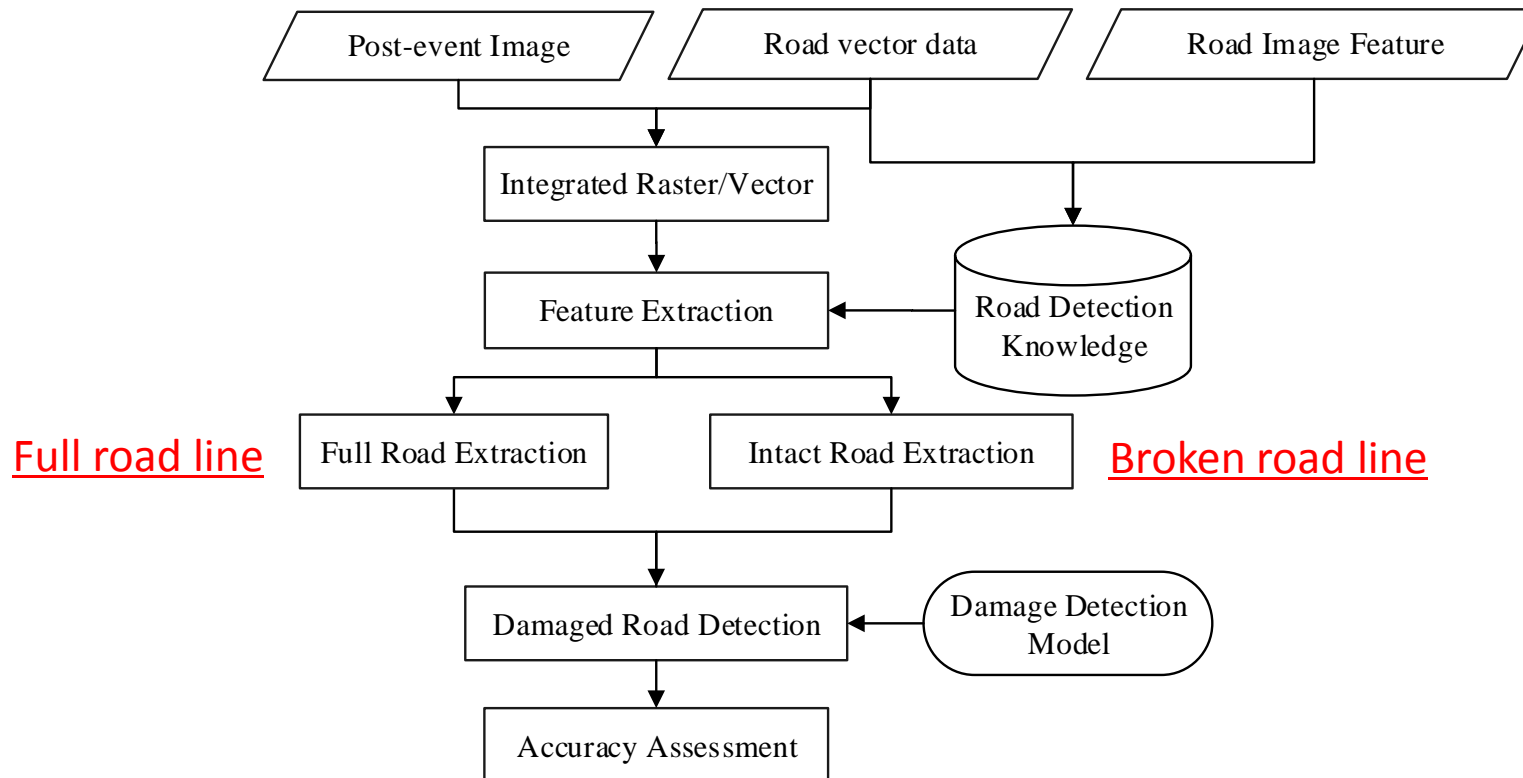 Post-event Image
Road vector data
Road Image Feature
Integrated Raster/Vector
Feature Extraction
Road Detection
Knowledge
Full road line
Full Road Extraction
Intact Road Extraction
Broken road line
Damaged Road Detection
Damage Detection
Model
Accuracy Assessment